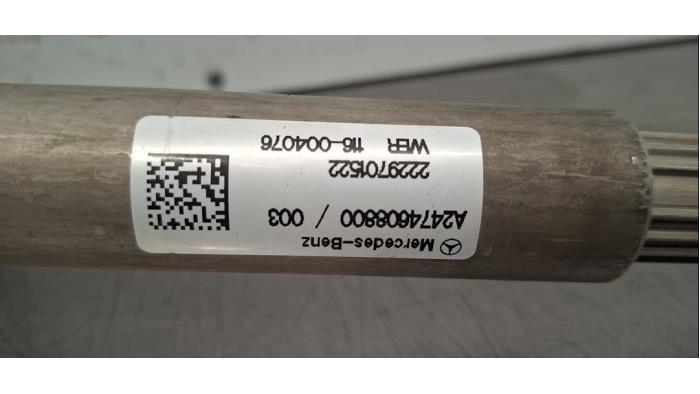 Mercedes-Benz
A2474608800 / 003
2229701522
WER 116-004076